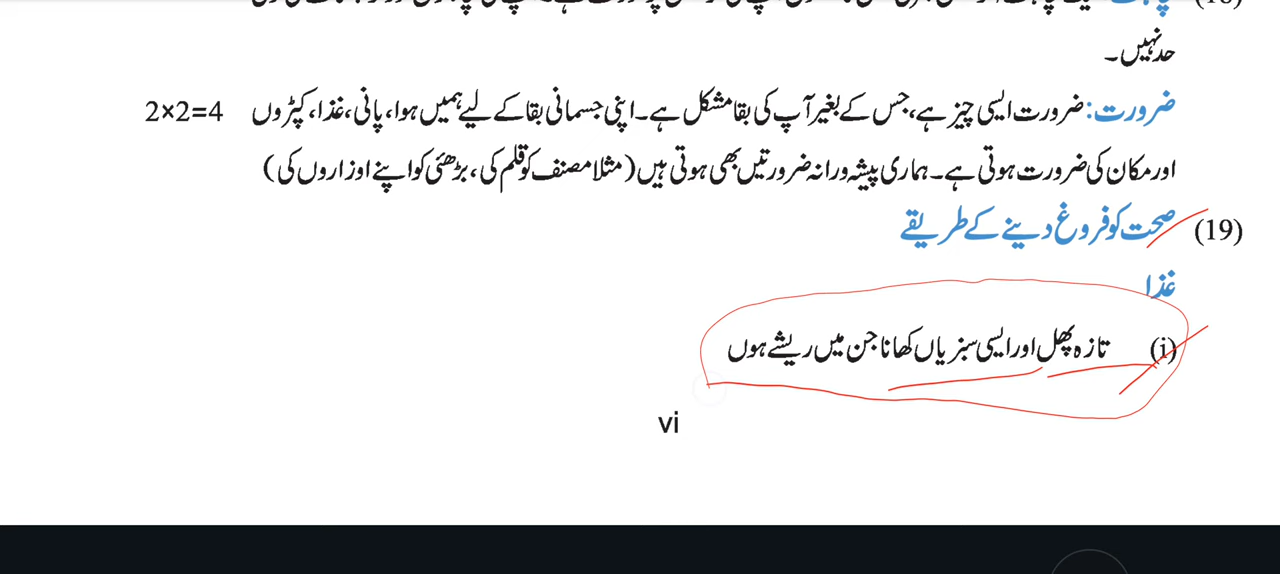 حد نہیں۔
ضرورت: ضرورت ایسی چیز ہے، جس کے بغیر آپ کی بقا مشکل ہے۔ اپنی جسمانی بقا کے لیے ہمیں ہوا، پانی، غذا، کپڑوں 2×2=4
اور مکان کی ضرورت ہوتی ہے۔ ہماری پیشہ ورانہ ضرورتیں بھی ہوتی ہیں (مثلا مصنف کو قلم کی، بڑھئی کو اپنے اوزاروں کی)
(19) صحت کو فروغ دینے کے طریقے
غذا
(i) تازہ پھل اور ایسی سبزیاں کھانا جن میں ریشے ہوں
vi